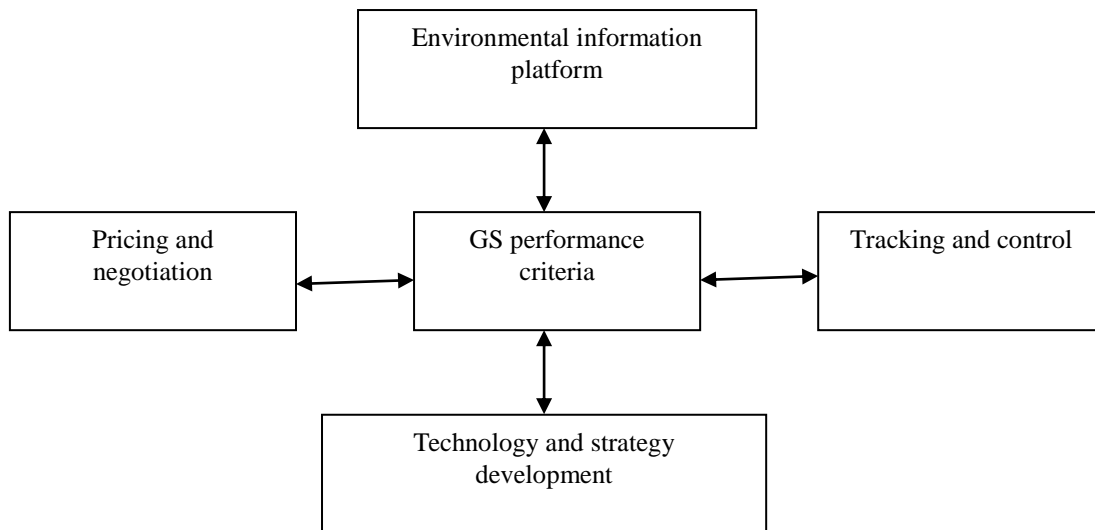 Environmental information
platform
Pricing and
negotiation
GS performance
criteria
Tracking and control
Technology and strategy
development